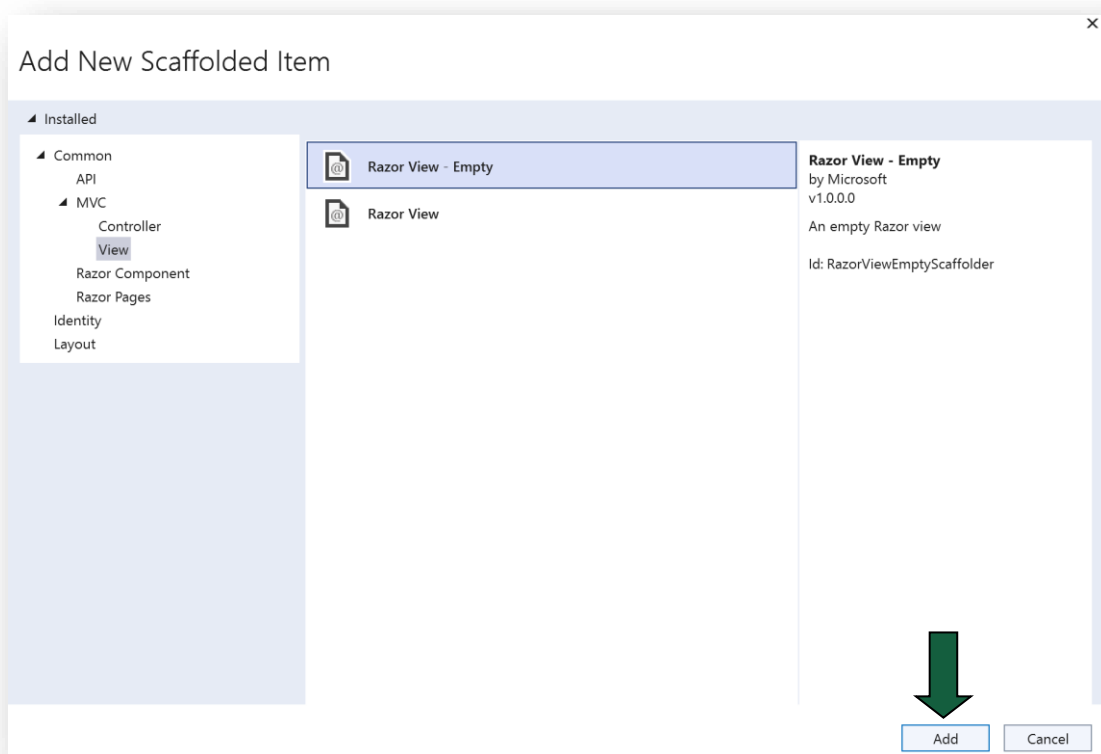 Add New Scaffolded Item
Installed
Common
API
MVC
Controller
View
Razor Component
Razor Pages
Identity
Layout
Razor View - Empty
Razor View
Razor View - Empty
by Microsoft
v1.0.0.0
An empty Razor view
Id: RazorViewEmptyScaffolder
Add
Cancel